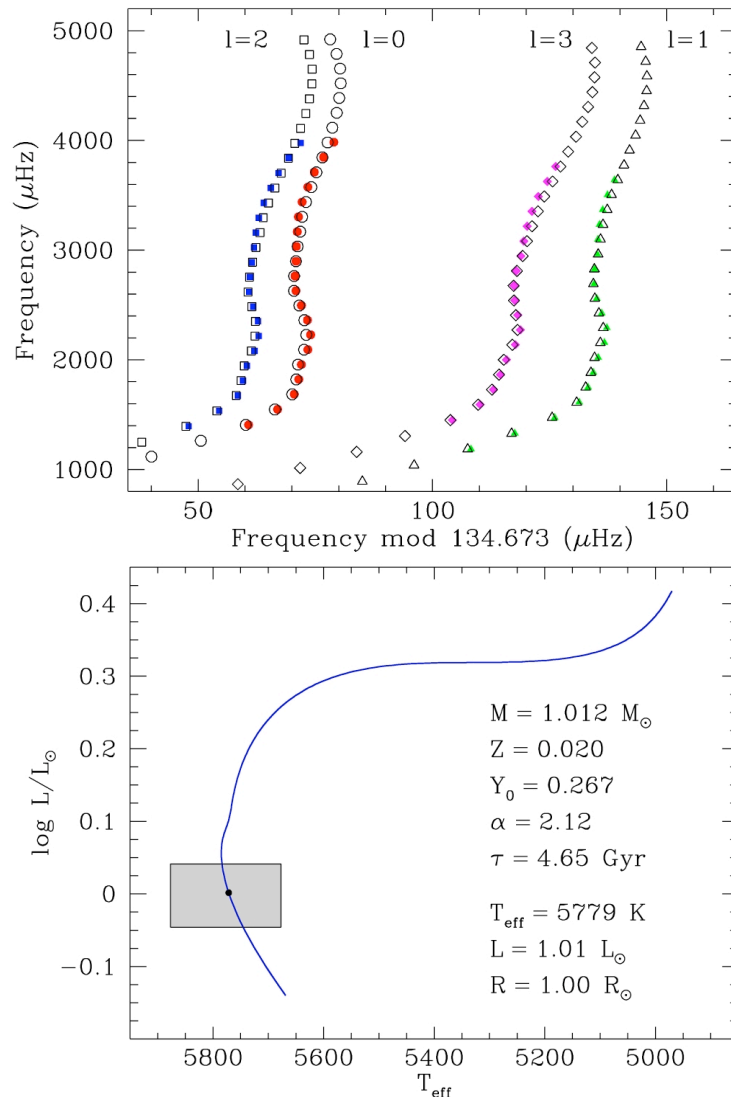 5000
4000
3000
2000
1000
Frequency (μHz)
l=2
l=0
l=3
l=1
50
100
150
Frequency mod 134.673 (μHz)
0.4
0.3
0.2
0.1
0
−0.1
log L/L☉
M = 1.012 M☉
Z = 0.020
Y₀ = 0.267
α = 2.12
τ = 4.65 Gyr
T_eff = 5779 K
L = 1.01 L☉
R = 1.00 R☉
5800
5600
5400
5200
5000
T_eff